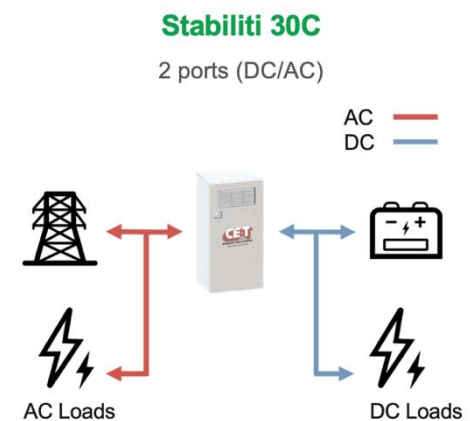 Stabiliti 30C
2 ports (DC/AC)
AC
DC
CE+T
AC Loads
DC Loads